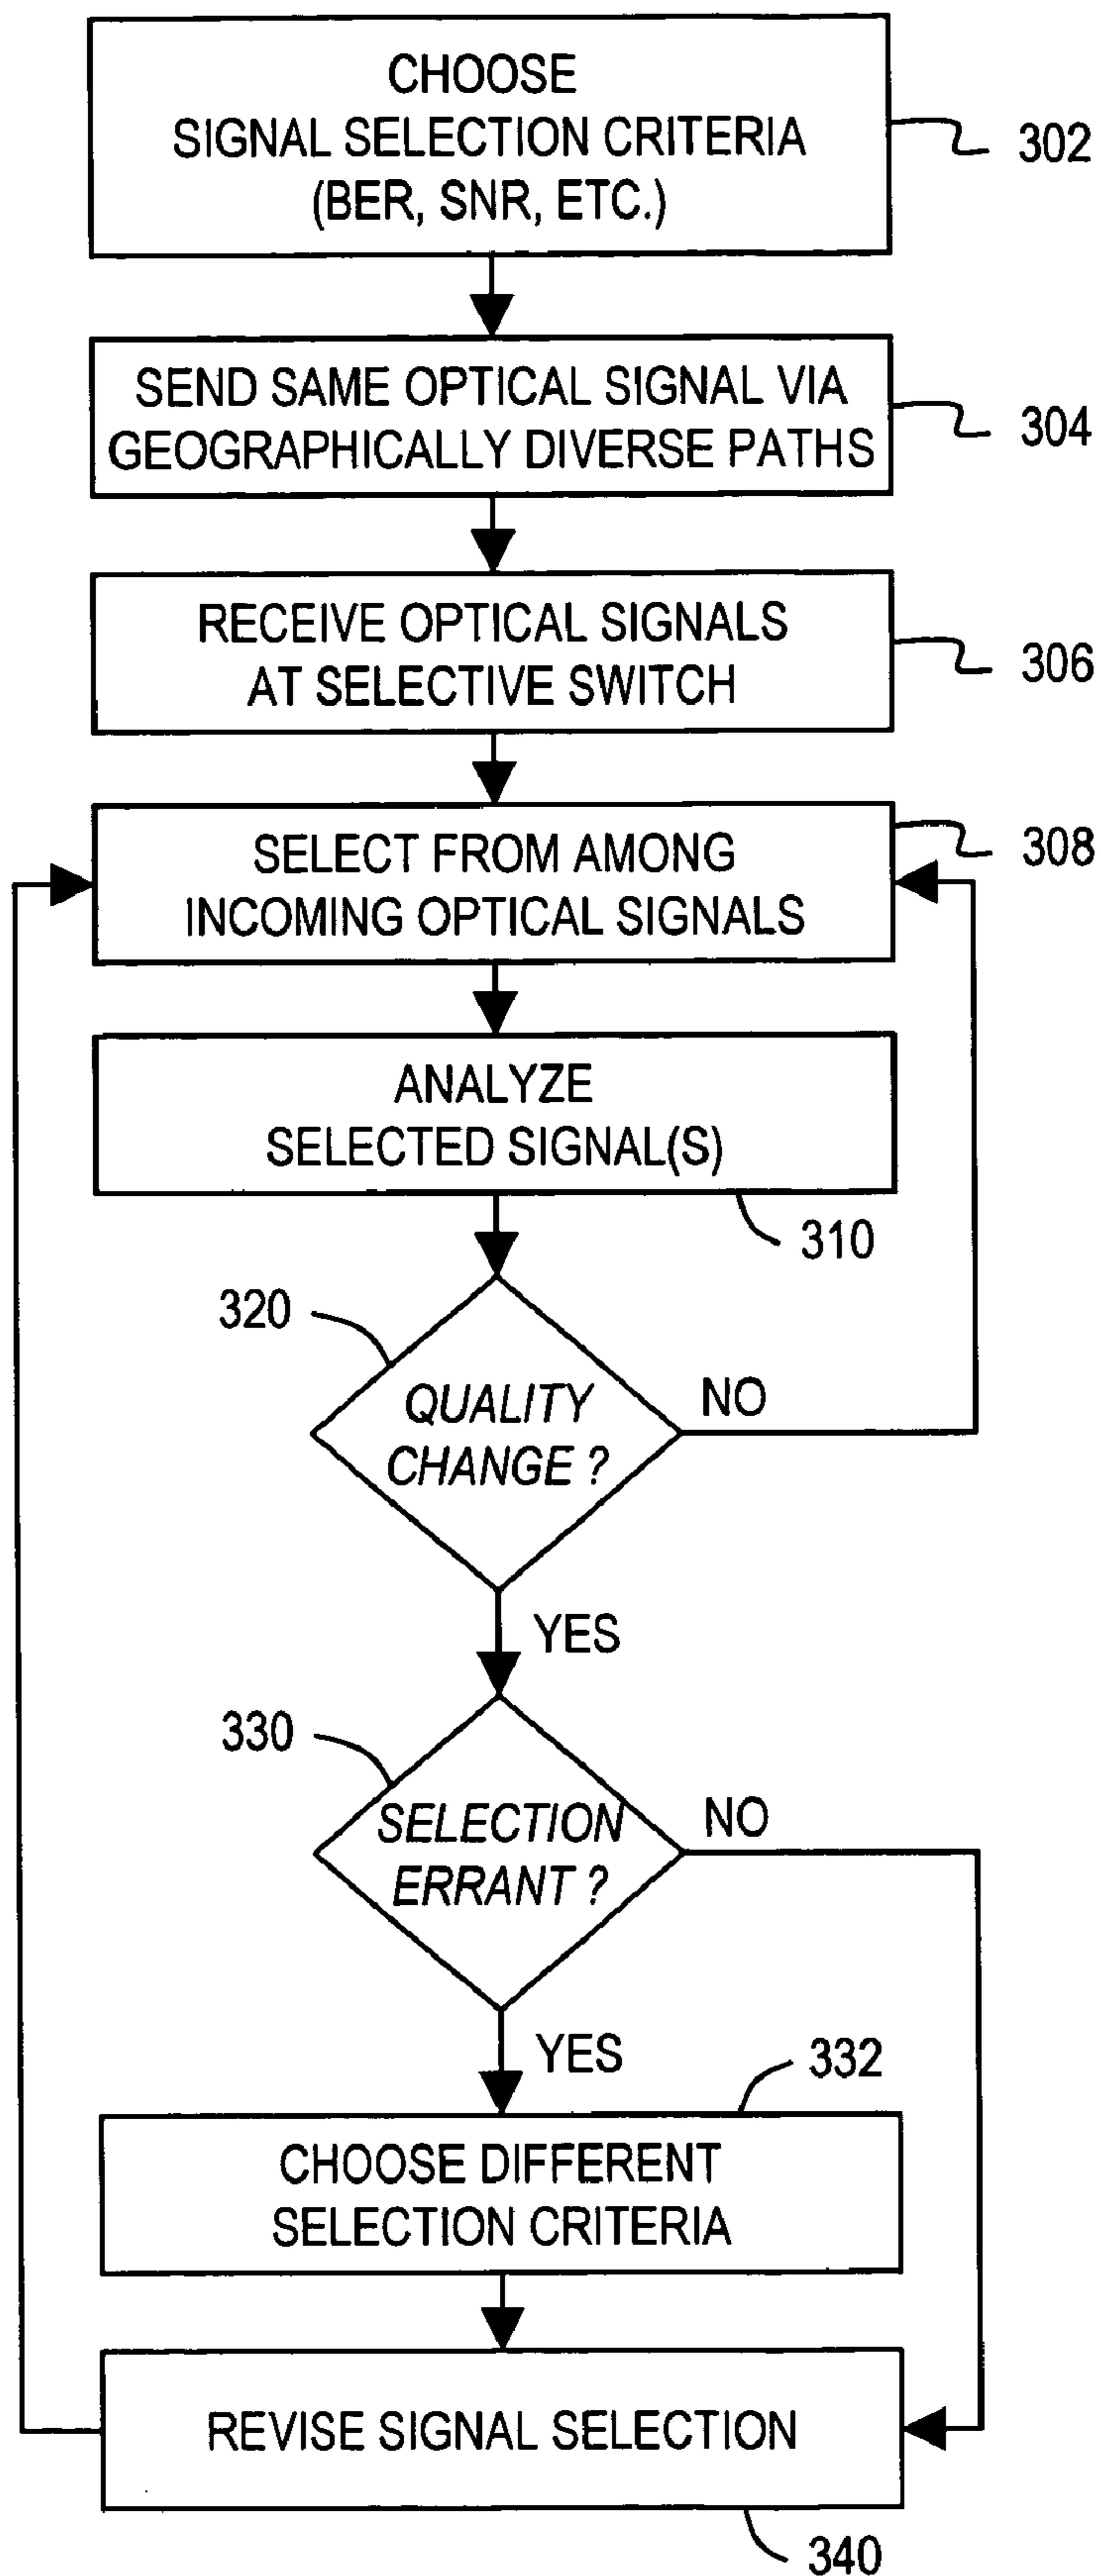 CHOOSE
SIGNAL SELECTION CRITERIA
(BER, SNR, ETC.)
302
SEND SAME OPTICAL SIGNAL VIA
GEOGRAPHICALLY DIVERSE PATHS
304
RECEIVE OPTICAL SIGNALS
AT SELECTIVE SWITCH
306
SELECT FROM AMONG
INCOMING OPTICAL SIGNALS
308
ANALYZE
SELECTED SIGNAL(S)
310
320
QUALITY
CHANGE ?
NO
YES
330
SELECTION
ERRANT ?
NO
YES
332
CHOOSE DIFFERENT
SELECTION CRITERIA
REVISE SIGNAL SELECTION
340